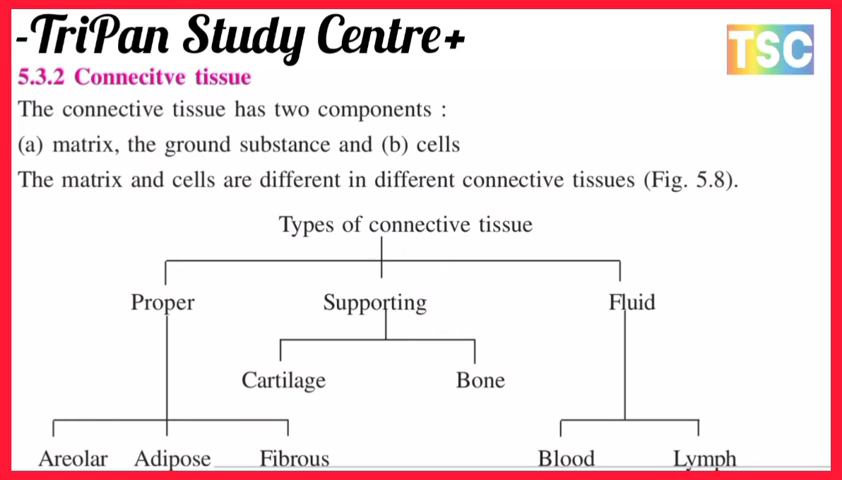 -TriPan Study Centre+
TSC
5.3.2 Connecitve tissue
The connective tissue has two components :
(a) matrix, the ground substance and (b) cells
The matrix and cells are different in different connective tissues (Fig. 5.8).
Types of connective tissue
Proper Supporting Fluid
Cartilage Bone
Areolar Adipose Fibrous Blood Lymph